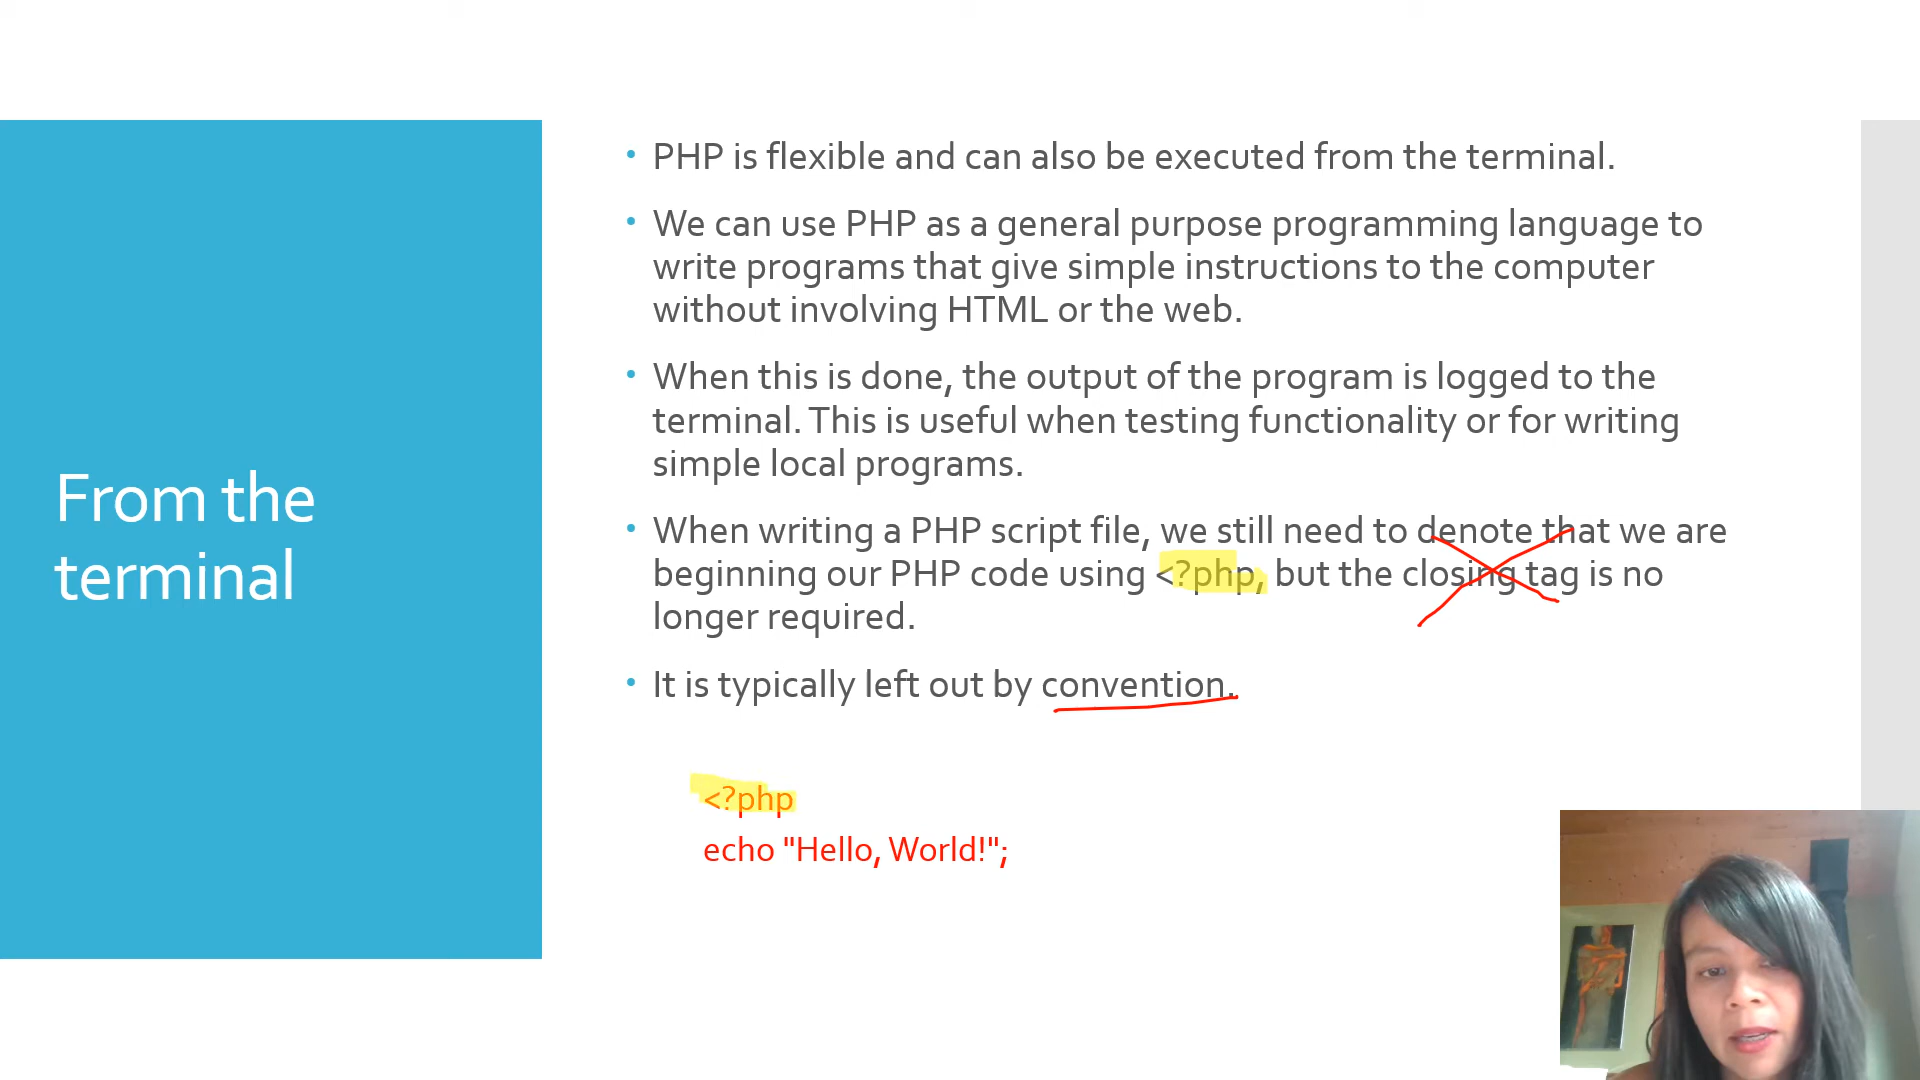 From the
terminal
PHP is flexible and can also be executed from the terminal.
We can use PHP as a general purpose programming language to
write programs that give simple instructions to the computer
without involving HTML or the web.
When this is done, the output of the program is logged to the
terminal. This is useful when testing functionality or for writing
simple local programs.
When writing a PHP script file, we still need to denote that we are
beginning our PHP code using <?php, but the closing tag is no
longer required.
It is typically left out by convention.
<?php
echo "Hello, World!";